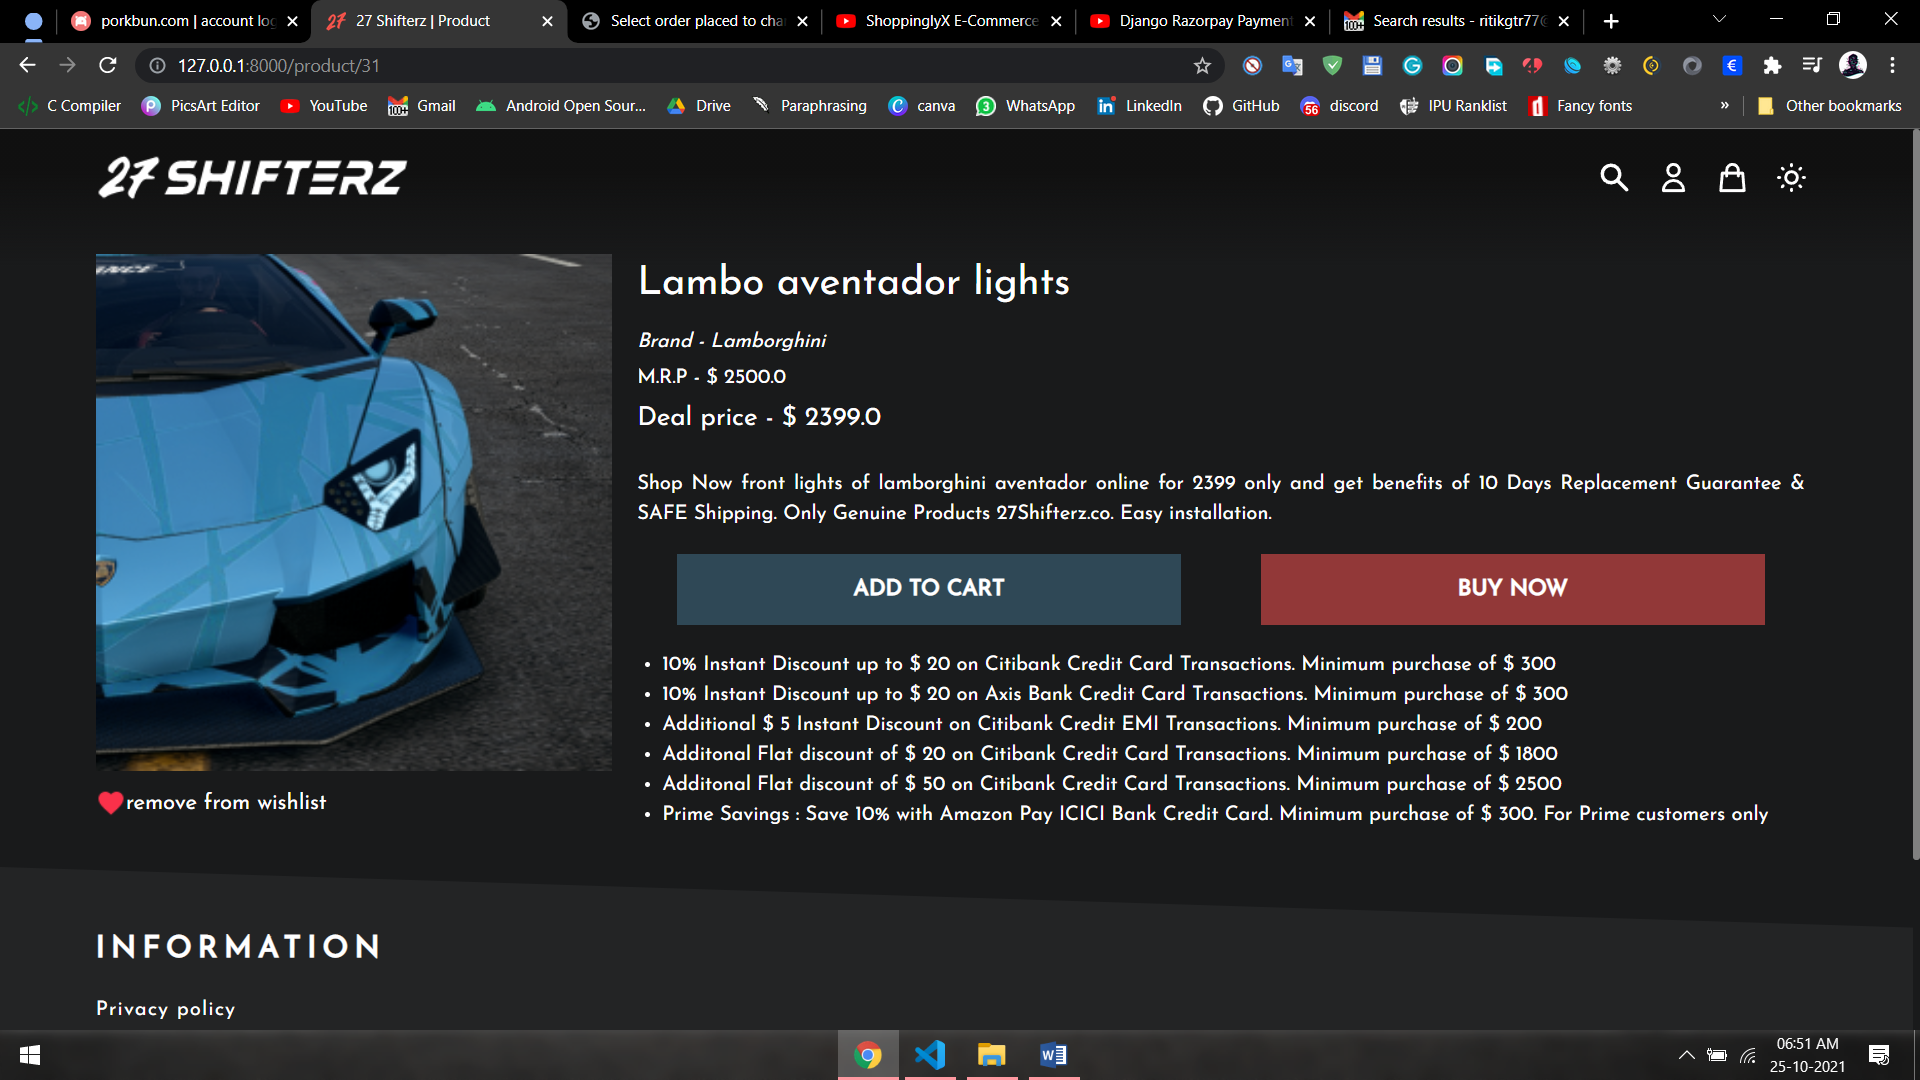 porkbun.com | account log
27 Shifterz | Product
Select order placed to cha
ShoppinglyX E-Commerce
Django Razorpay Payment
100+
Search results - ritikgtr77@
127.0.0.1:8000/product/31
C Compiler
PicsArt Editor
YouTube
100+
Gmail
Android Open Sour...
Drive
Paraphrasing
canva
3
WhatsApp
LinkedIn
GitHub
56
discord
IPU Ranklist
Fancy fonts
»
Other bookmarks
27 SHIFTERZ
Lambo aventador lights
Brand - Lamborghini
M.R.P - $ 2500.0
Deal price - $ 2399.0
Shop Now front lights of lamborghini aventador online for 2399 only and get benefits of 10 Days Replacement Guarantee &
SAFE Shipping. Only Genuine Products 27Shifterz.co. Easy installation.
ADD TO CART
BUY NOW
• 10% Instant Discount up to $ 20 on Citibank Credit Card Transactions. Minimum purchase of $ 300
• 10% Instant Discount up to $ 20 on Axis Bank Credit Card Transactions. Minimum purchase of $ 300
• Additional $ 5 Instant Discount on Citibank Credit EMI Transactions. Minimum purchase of $ 200
• Additonal Flat discount of $ 20 on Citibank Credit Card Transactions. Minimum purchase of $ 1800
• Additonal Flat discount of $ 50 on Citibank Credit Card Transactions. Minimum purchase of $ 2500
• Prime Savings : Save 10% with Amazon Pay ICICI Bank Credit Card. Minimum purchase of $ 300. For Prime customers only
remove from wishlist
INFORMATION
Privacy policy
06:51 AM
25-10-2021